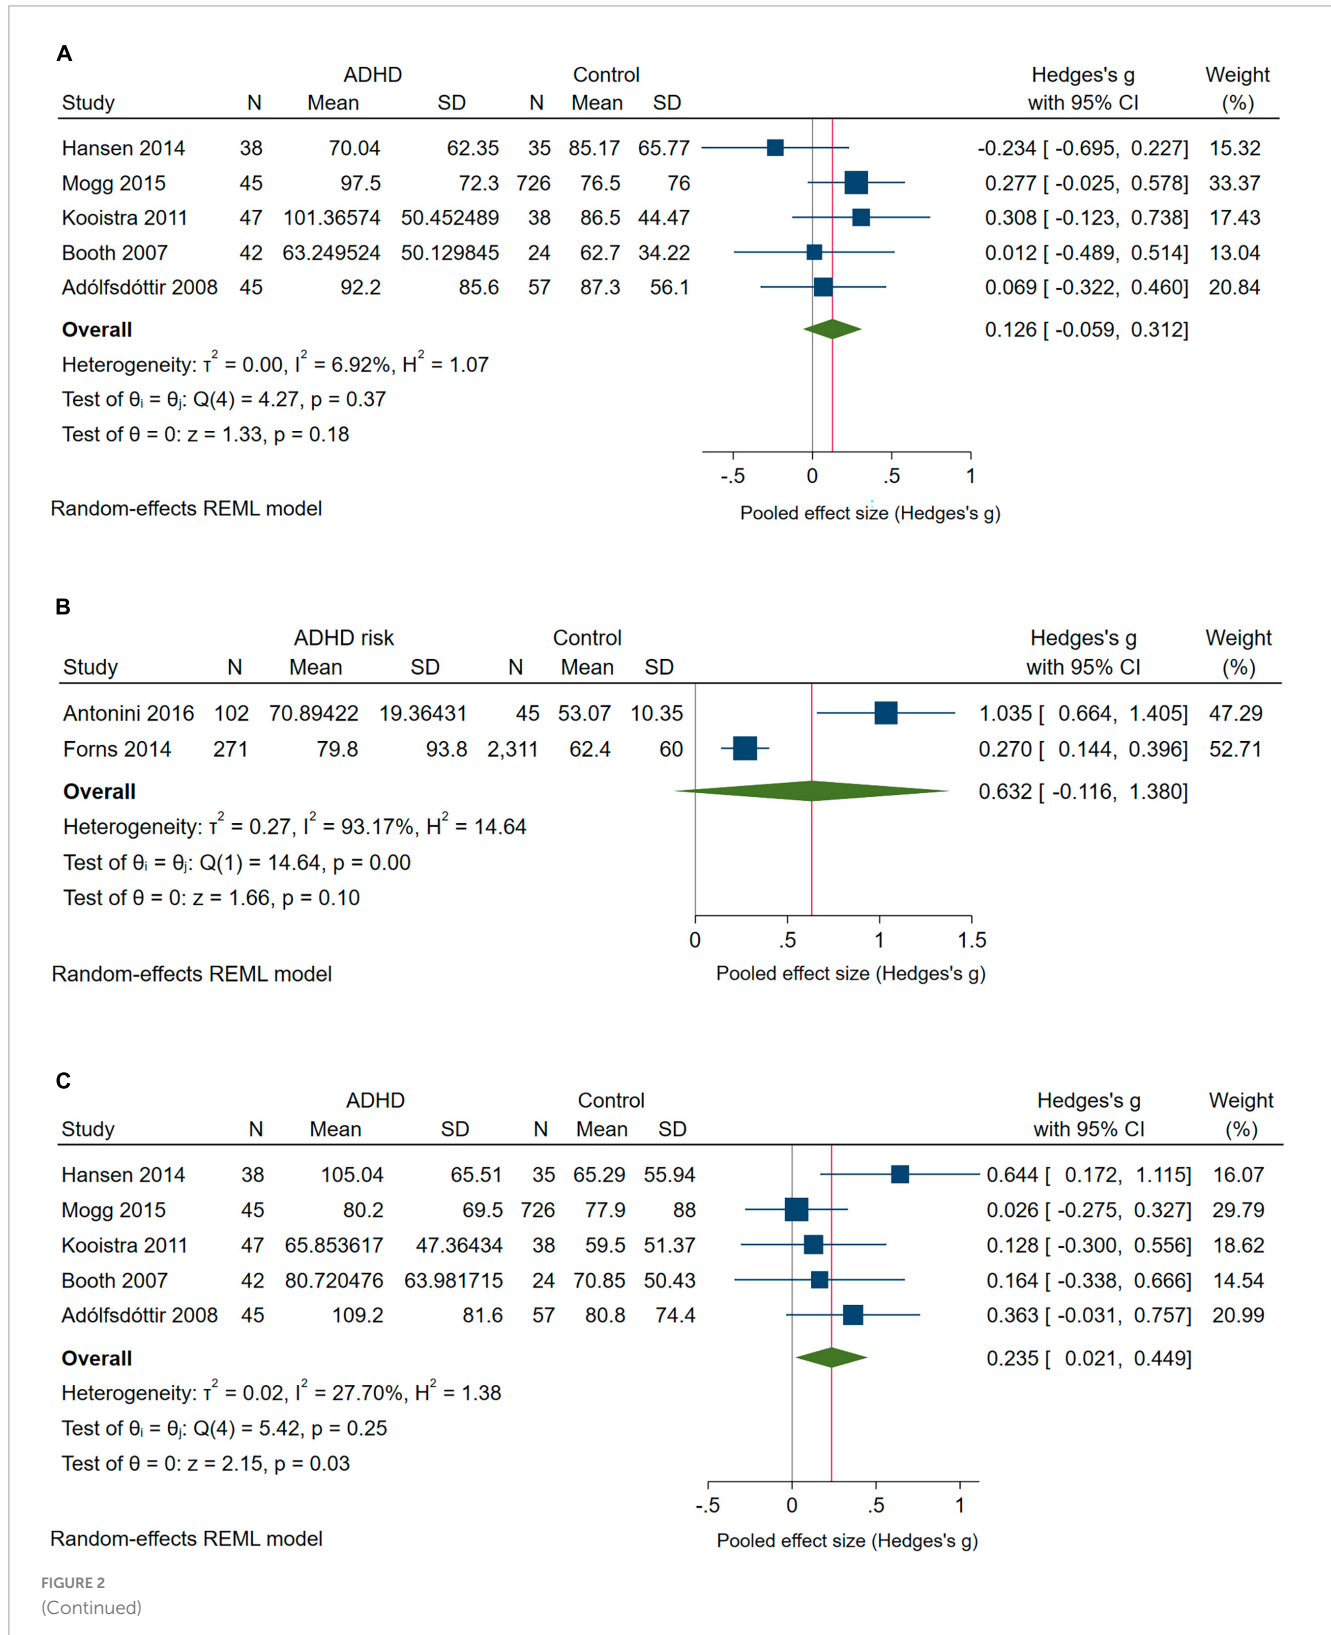 A
ADHD Control Hedges's g Weight
Study N Mean SD N Mean SD with 95% CI (%)
Hansen 2014 38 70.04 62.35 35 85.17 65.77 -0.234 [ -0.695, 0.227] 15.32
Mogg 2015 45 97.5 72.3 726 76.5 76 0.277 [ -0.025, 0.578] 33.37
Kooistra 2011 47 101.36574 50.452489 38 86.5 44.47 0.308 [ -0.123, 0.738] 17.43
Booth 2007 42 63.249524 50.129845 24 62.7 34.22 0.012 [ -0.489, 0.514] 13.04
Adólfsdóttir 2008 45 92.2 85.6 57 87.3 56.1 0.069 [ -0.322, 0.460] 20.84
Overall 0.126 [ -0.059, 0.312]
Heterogeneity: τ² = 0.00, I² = 6.92%, H² = 1.07
Test of θᵢ = θⱼ: Q(4) = 4.27, p = 0.37
Test of θ = 0: z = 1.33, p = 0.18
-.5 0 .5 1
Random-effects REML model
Pooled effect size (Hedges's g)
B
ADHD risk Control Hedges's g Weight
Study N Mean SD N Mean SD with 95% CI (%)
Antonini 2016 102 70.89422 19.36431 45 53.07 10.35 1.035 [ 0.664, 1.405] 47.29
Forns 2014 271 79.8 93.8 2,311 62.4 60 0.270 [ 0.144, 0.396] 52.71
Overall 0.632 [ -0.116, 1.380]
Heterogeneity: τ² = 0.27, I² = 93.17%, H² = 14.64
Test of θᵢ = θⱼ: Q(1) = 14.64, p = 0.00
Test of θ = 0: z = 1.66, p = 0.10
0 .5 1 1.5
Random-effects REML model Pooled effect size (Hedges's g)
C
ADHD Control Hedges's g Weight
Study N Mean SD N Mean SD with 95% CI (%)
Hansen 2014 38 105.04 65.51 35 65.29 55.94 0.644 [ 0.172, 1.115] 16.07
Mogg 2015 45 80.2 69.5 726 77.9 88 0.026 [ -0.275, 0.327] 29.79
Kooistra 2011 47 65.853617 47.36434 38 59.5 51.37 0.128 [ -0.300, 0.556] 18.62
Booth 2007 42 80.720476 63.981715 24 70.85 50.43 0.164 [ -0.338, 0.666] 14.54
Adólfsdóttir 2008 45 109.2 81.6 57 80.8 74.4 0.363 [ -0.031, 0.757] 20.99
Overall 0.235 [ 0.021, 0.449]
Heterogeneity: τ² = 0.02, I² = 27.70%, H² = 1.38
Test of θᵢ = θⱼ: Q(4) = 5.42, p = 0.25
Test of θ = 0: z = 2.15, p = 0.03
-.5 0 .5 1
Random-effects REML model Pooled effect size (Hedges's g)
FIGURE 2
(Continued)